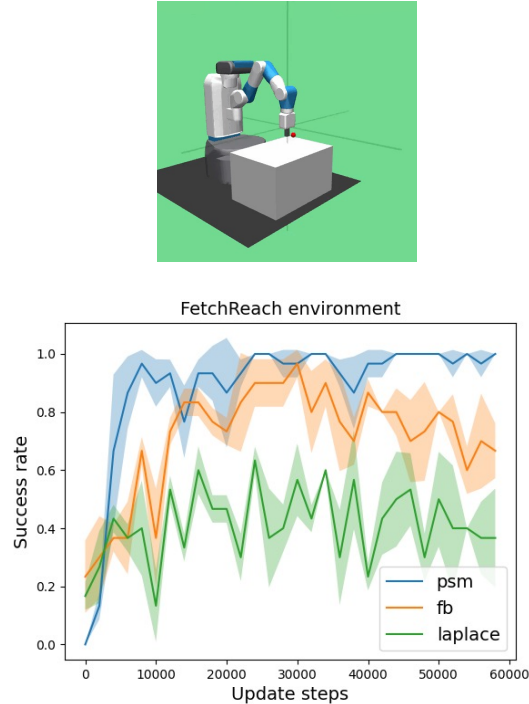 FetchReach environment
Success rate
1.0
0.8
0.6
0.4
0.2
0.0
psm
fb
laplace
0 10000 20000 30000 40000 50000 60000
Update steps